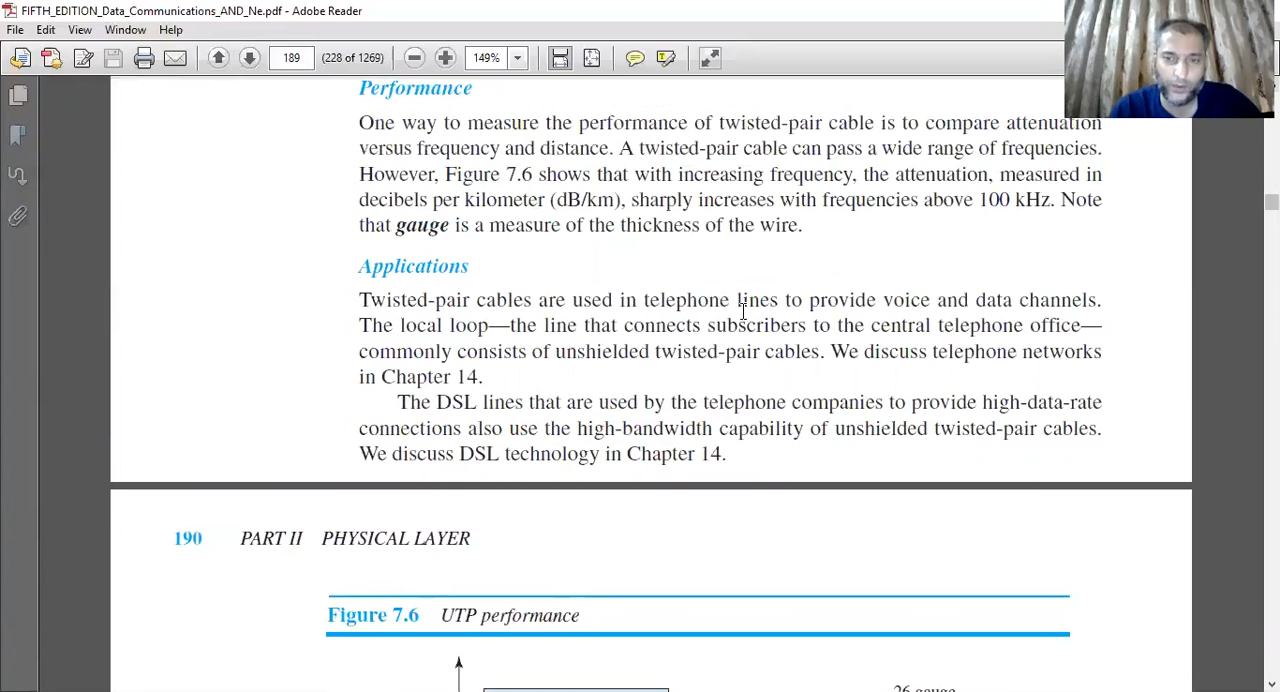 FIFTH_EDITION_Data_Communications_AND_Ne.pdf - Adobe Reader
File Edit View Window Help
189 (228 of 1269) 149%
Performance
One way to measure the performance of twisted-pair cable is to compare attenuation
versus frequency and distance. A twisted-pair cable can pass a wide range of frequencies.
However, Figure 7.6 shows that with increasing frequency, the attenuation, measured in
decibels per kilometer (dB/km), sharply increases with frequencies above 100 kHz. Note
that gauge is a measure of the thickness of the wire.
Applications
Twisted-pair cables are used in telephone lines to provide voice and data channels.
The local loop—the line that connects subscribers to the central telephone office—
commonly consists of unshielded twisted-pair cables. We discuss telephone networks
in Chapter 14.
The DSL lines that are used by the telephone companies to provide high-data-rate
connections also use the high-bandwidth capability of unshielded twisted-pair cables.
We discuss DSL technology in Chapter 14.
190 PART II PHYSICAL LAYER
Figure 7.6 UTP performance
26 gauge